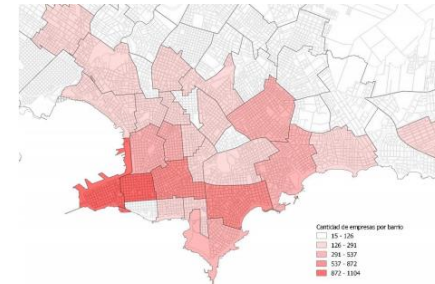 Cantidad de empresas por barrio
15 - 126
126 - 291
291 - 537
537 - 872
872 - 1104